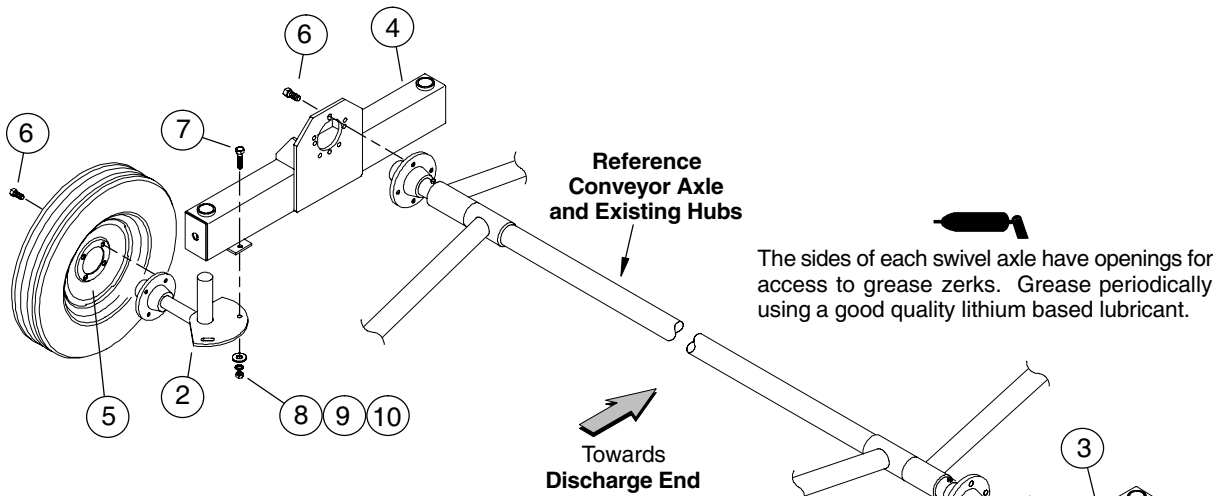 6
4
7
6
Reference
Conveyor Axle
and Existing Hubs
The sides of each swivel axle have openings for
access to grease zerks. Grease periodically
using a good quality lithium based lubricant.
2
5
8 9 10
Towards
Discharge End
3